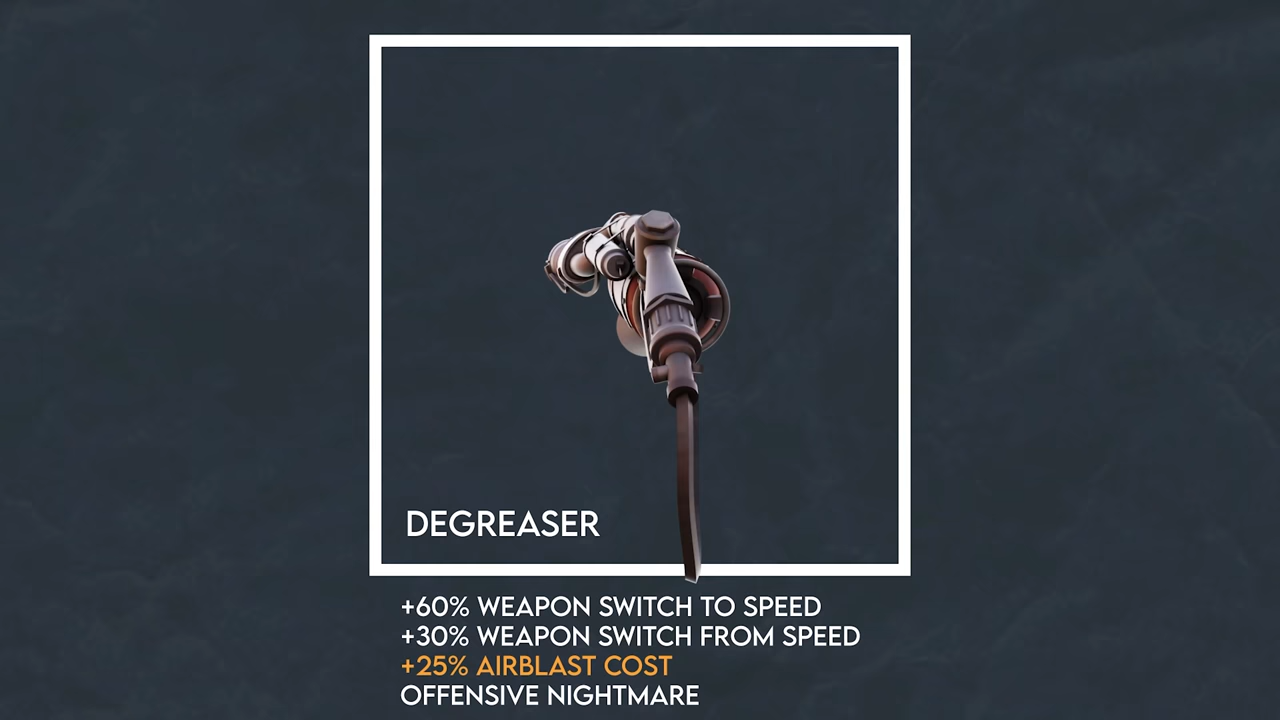 DEGREASER
+60% WEAPON SWITCH TO SPEED
+30% WEAPON SWITCH FROM SPEED
+25% AIRBLAST COST
OFFENSIVE NIGHTMARE